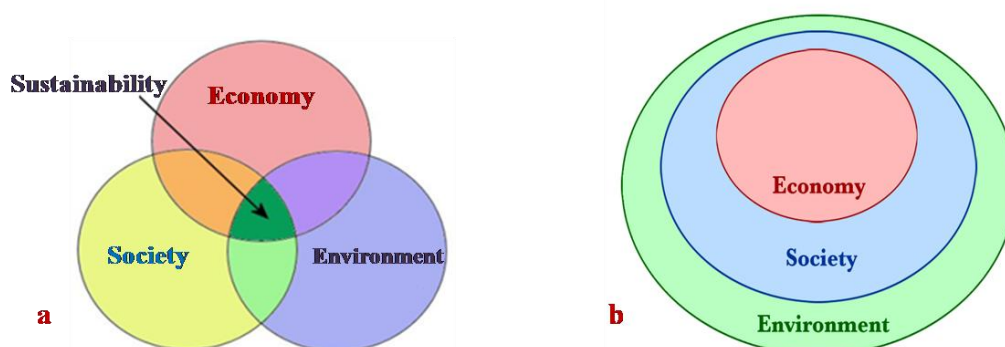 Sustainability
Economy
Society
Environment
a
Economy
Society
Environment
b